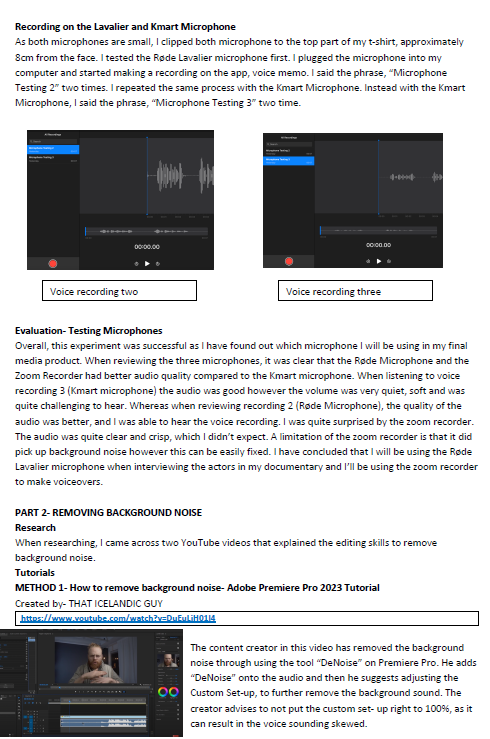 Recording on the Lavalier and Kmart Microphone
As both microphones are small, I clipped both microphone to the top part of my t-shirt, approximately
8cm from the face. I tested the Røde Lavalier microphone first. I plugged the microphone into my
computer and started making a recording on the app, voice memo. I said the phrase, “Microphone
Testing 2” two times. I repeated the same process with the Kmart Microphone. Instead with the Kmart
Microphone, I said the phrase, “Microphone Testing 3” two time.
00:00.00
00:00.00
Voice recording two
Voice recording three
Evaluation- Testing Microphones
Overall, this experiment was successful as I have found out which microphone I will be using in my final
media product. When reviewing the three microphones, it was clear that the Røde Microphone and the
Zoom Recorder had better audio quality compared to the Kmart microphone. When listening to voice
recording 3 (Kmart microphone) the audio was good however the volume was very quiet, soft and was
quite challenging to hear. Whereas when reviewing recording 2 (Røde Microphone), the quality of the
audio was better, and I was able to hear the voice recording. I was quite surprised by the zoom recorder.
The audio was quite clear and crisp, which I didn’t expect. A limitation of the zoom recorder is that it did
pick up background noise however this can be easily fixed. I have concluded that I will be using the Røde
Lavalier microphone when interviewing the actors in my documentary and I’ll be using the zoom recorder
to make voiceovers.
PART 2- REMOVING BACKGROUND NOISE
Research
When researching, I came across two YouTube videos that explained the editing skills to remove
background noise.
Tutorials
METHOD 1- How to remove background noise- Adobe Premiere Pro 2023 Tutorial
Created by- THAT ICELANDIC GUY
https://www.youtube.com/watch?v=DuEuLiH01J4
The content creator in this video has removed the background
noise through using the tool “DeNoise” on Premiere Pro. He adds
“DeNoise” onto the audio and then he suggests adjusting the
Custom Set-up, to further remove the background sound. The
creator advises to not put the custom set- up right to 100%, as it
can result in the voice sounding skewed.